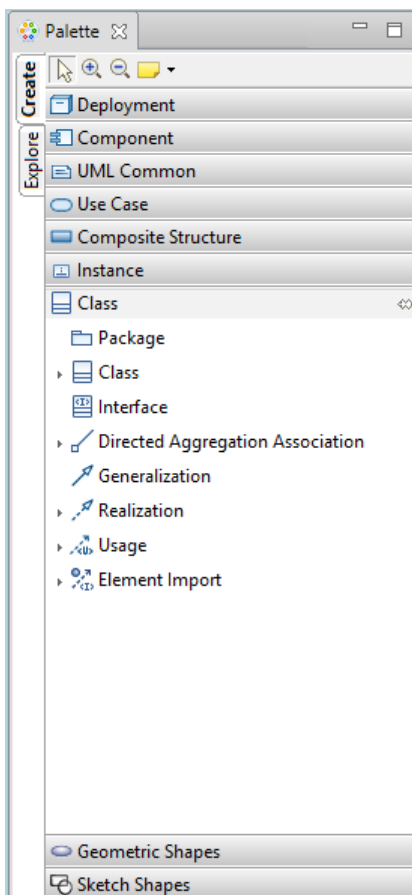 Palette
Create
Explore
Deployment
Component
UML Common
Use Case
Composite Structure
Instance
Class
Package
Class
Interface
Directed Aggregation Association
Generalization
Realization
Usage
Element Import
Geometric Shapes
Sketch Shapes